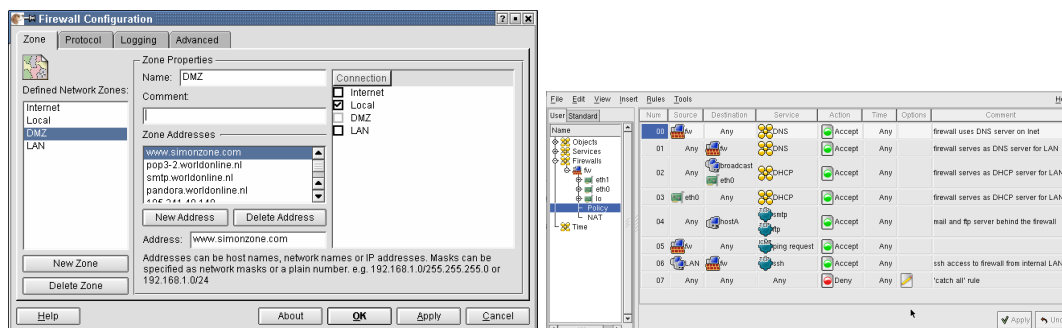 Firewall Configuration
Zone Protocol Logging Advanced
Defined Network Zones:
Internet
Local
DMZ
LAN
New Zone
Delete Zone
Zone Properties
Name: DMZ
Comment:
Zone Addresses
www.simonzone.com
pop3-2.worldonline.nl
smtp.worldonline.nl
pandora.worldonline.nl
New Address Delete Address
Address: www.simonzone.com
Connection
Internet
Local
DMZ
LAN
Addresses can be host names, network names or IP addresses. Masks can be
specified as network masks or a plain number. e.g. 192.168.1.0/255.255.255.0 or
192.168.1.0/24
Help About OK Apply Cancel
File Edit View Insert Rules Tools
User Standard
Name
Objects
Services
Firewalls
fw
eth1
eth0
lo
Policy
NAT
Time
Num Source Destination Service Action Time Options Comment
00 fw Any DNS Accept Any firewall uses DNS server on Inet
01 Any fw DNS Accept Any firewall serves as DNS server for LAN
02 Any broadcast eth0 DHCP Accept Any firewall serves as DHCP server for LAN
03 eth0 Any DHCP Accept Any firewall serves as DHCP server for LAN
04 Any hostA smtp ftp Accept Any mail and ftp server behind the firewall
05 fw Any ping request Accept Any
06 LAN fw ssh Accept Any ssh access to firewall from internal LAN
07 Any Any Any Deny Any 'catch all' rule
Apply